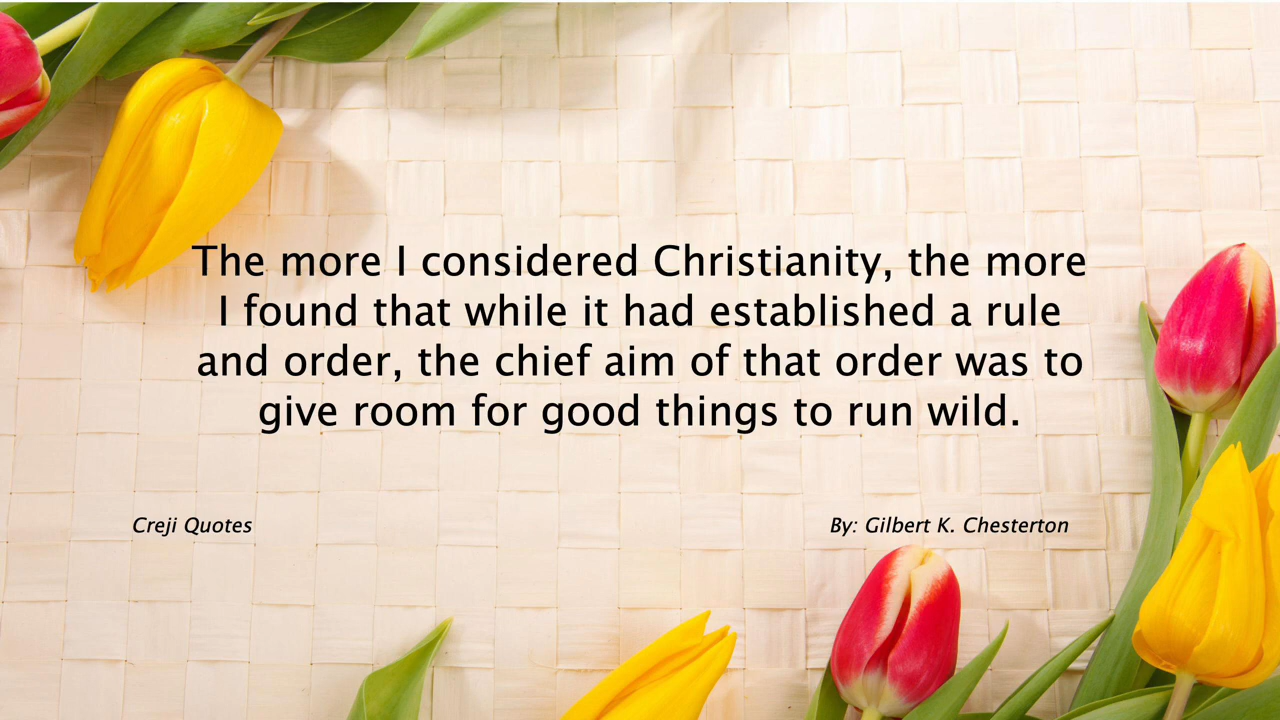 The more I considered Christianity, the more
I found that while it had established a rule
and order, the chief aim of that order was to
give room for good things to run wild.
Creji Quotes
By: Gilbert K. Chesterton